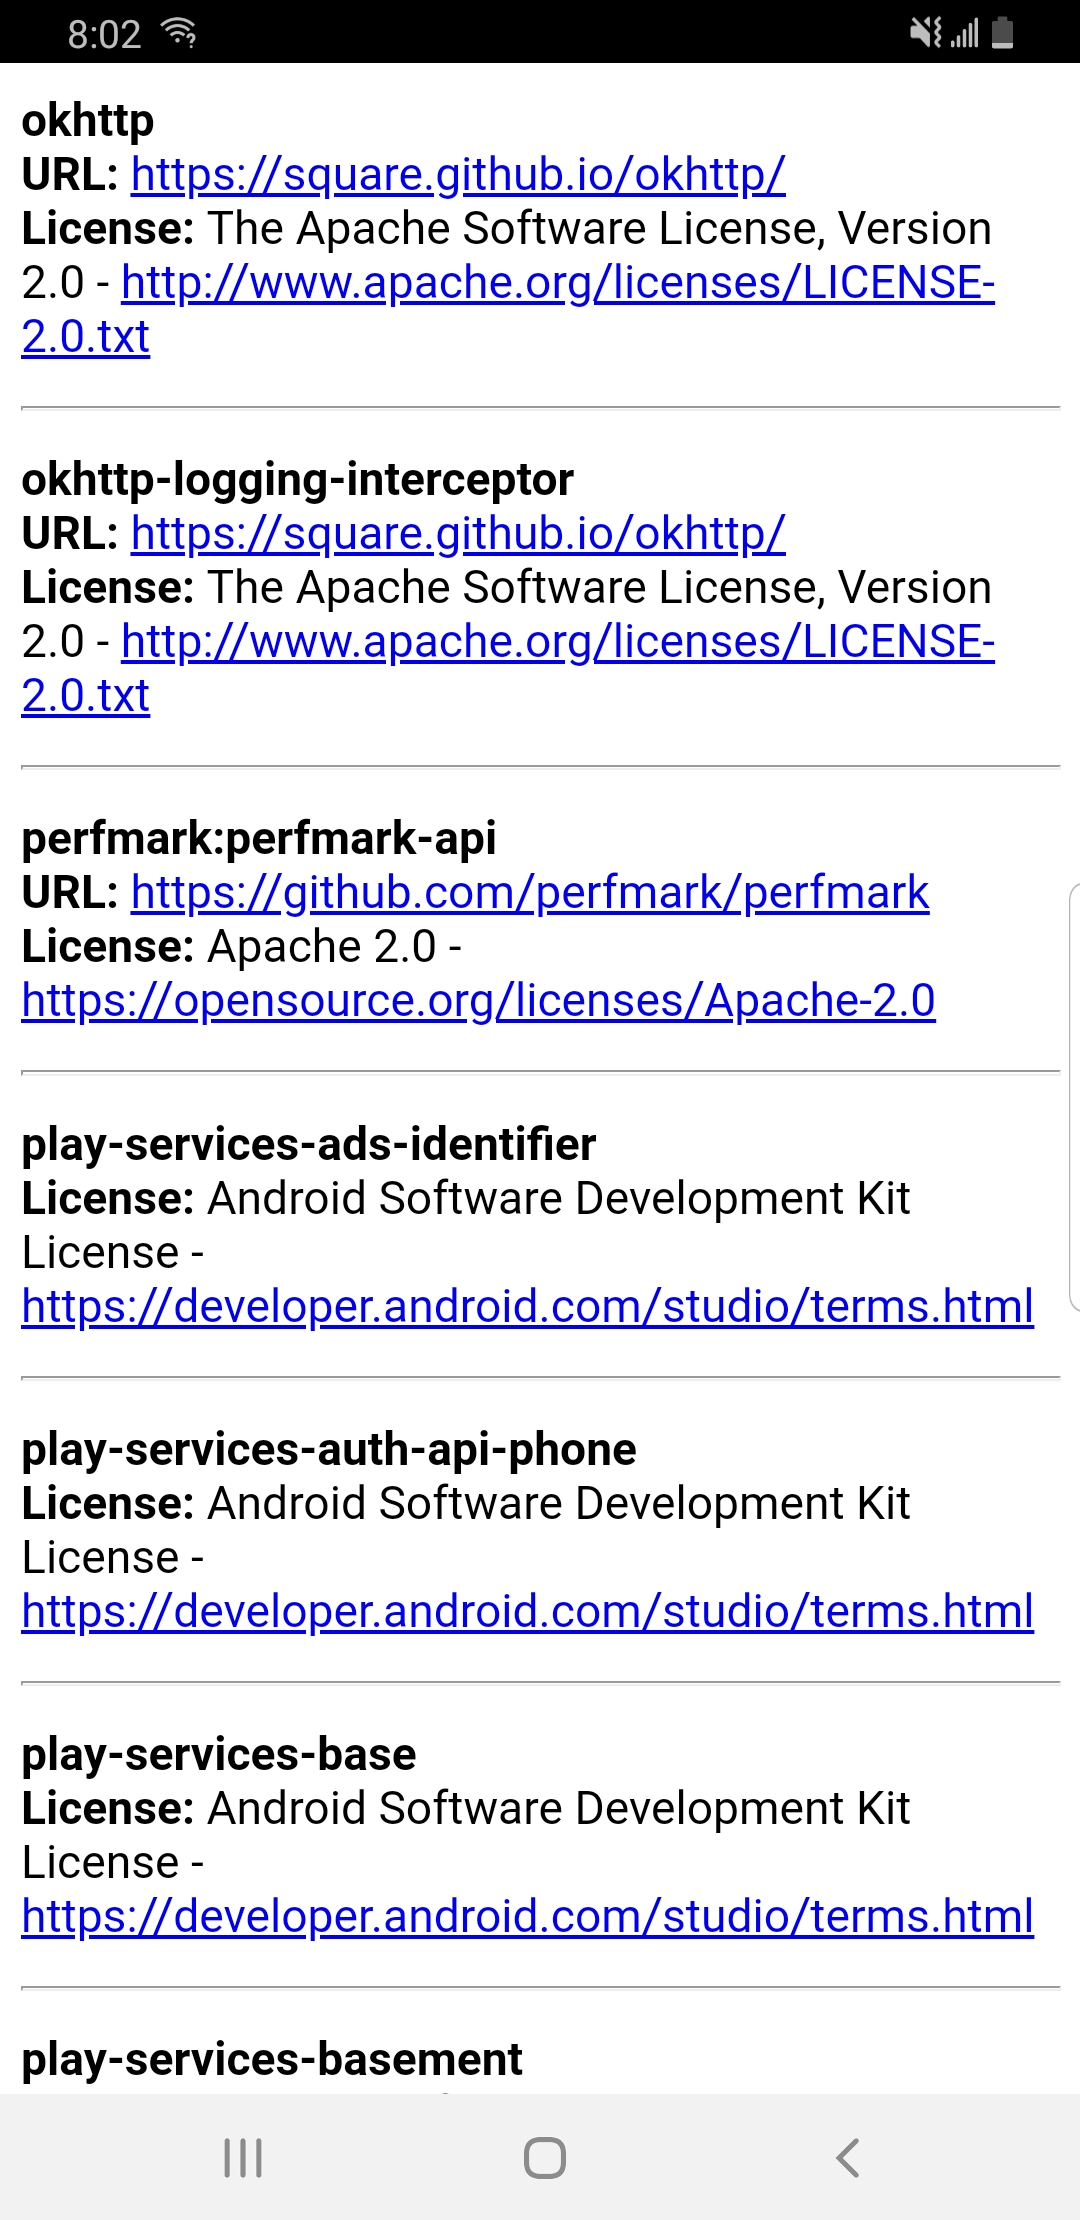 8:02
okhttp
URL: https://square.github.io/okhttp/
License: The Apache Software License, Version
2.0 - http://www.apache.org/licenses/LICENSE-
2.0.txt
okhttp-logging-interceptor
URL: https://square.github.io/okhttp/
License: The Apache Software License, Version
2.0 - http://www.apache.org/licenses/LICENSE-
2.0.txt
perfmark:perfmark-api
URL: https://github.com/perfmark/perfmark
License: Apache 2.0 -
https://opensource.org/licenses/Apache-2.0
play-services-ads-identifier
License: Android Software Development Kit
License -
https://developer.android.com/studio/terms.html
play-services-auth-api-phone
License: Android Software Development Kit
License -
https://developer.android.com/studio/terms.html
play-services-base
License: Android Software Development Kit
License -
https://developer.android.com/studio/terms.html
play-services-basement